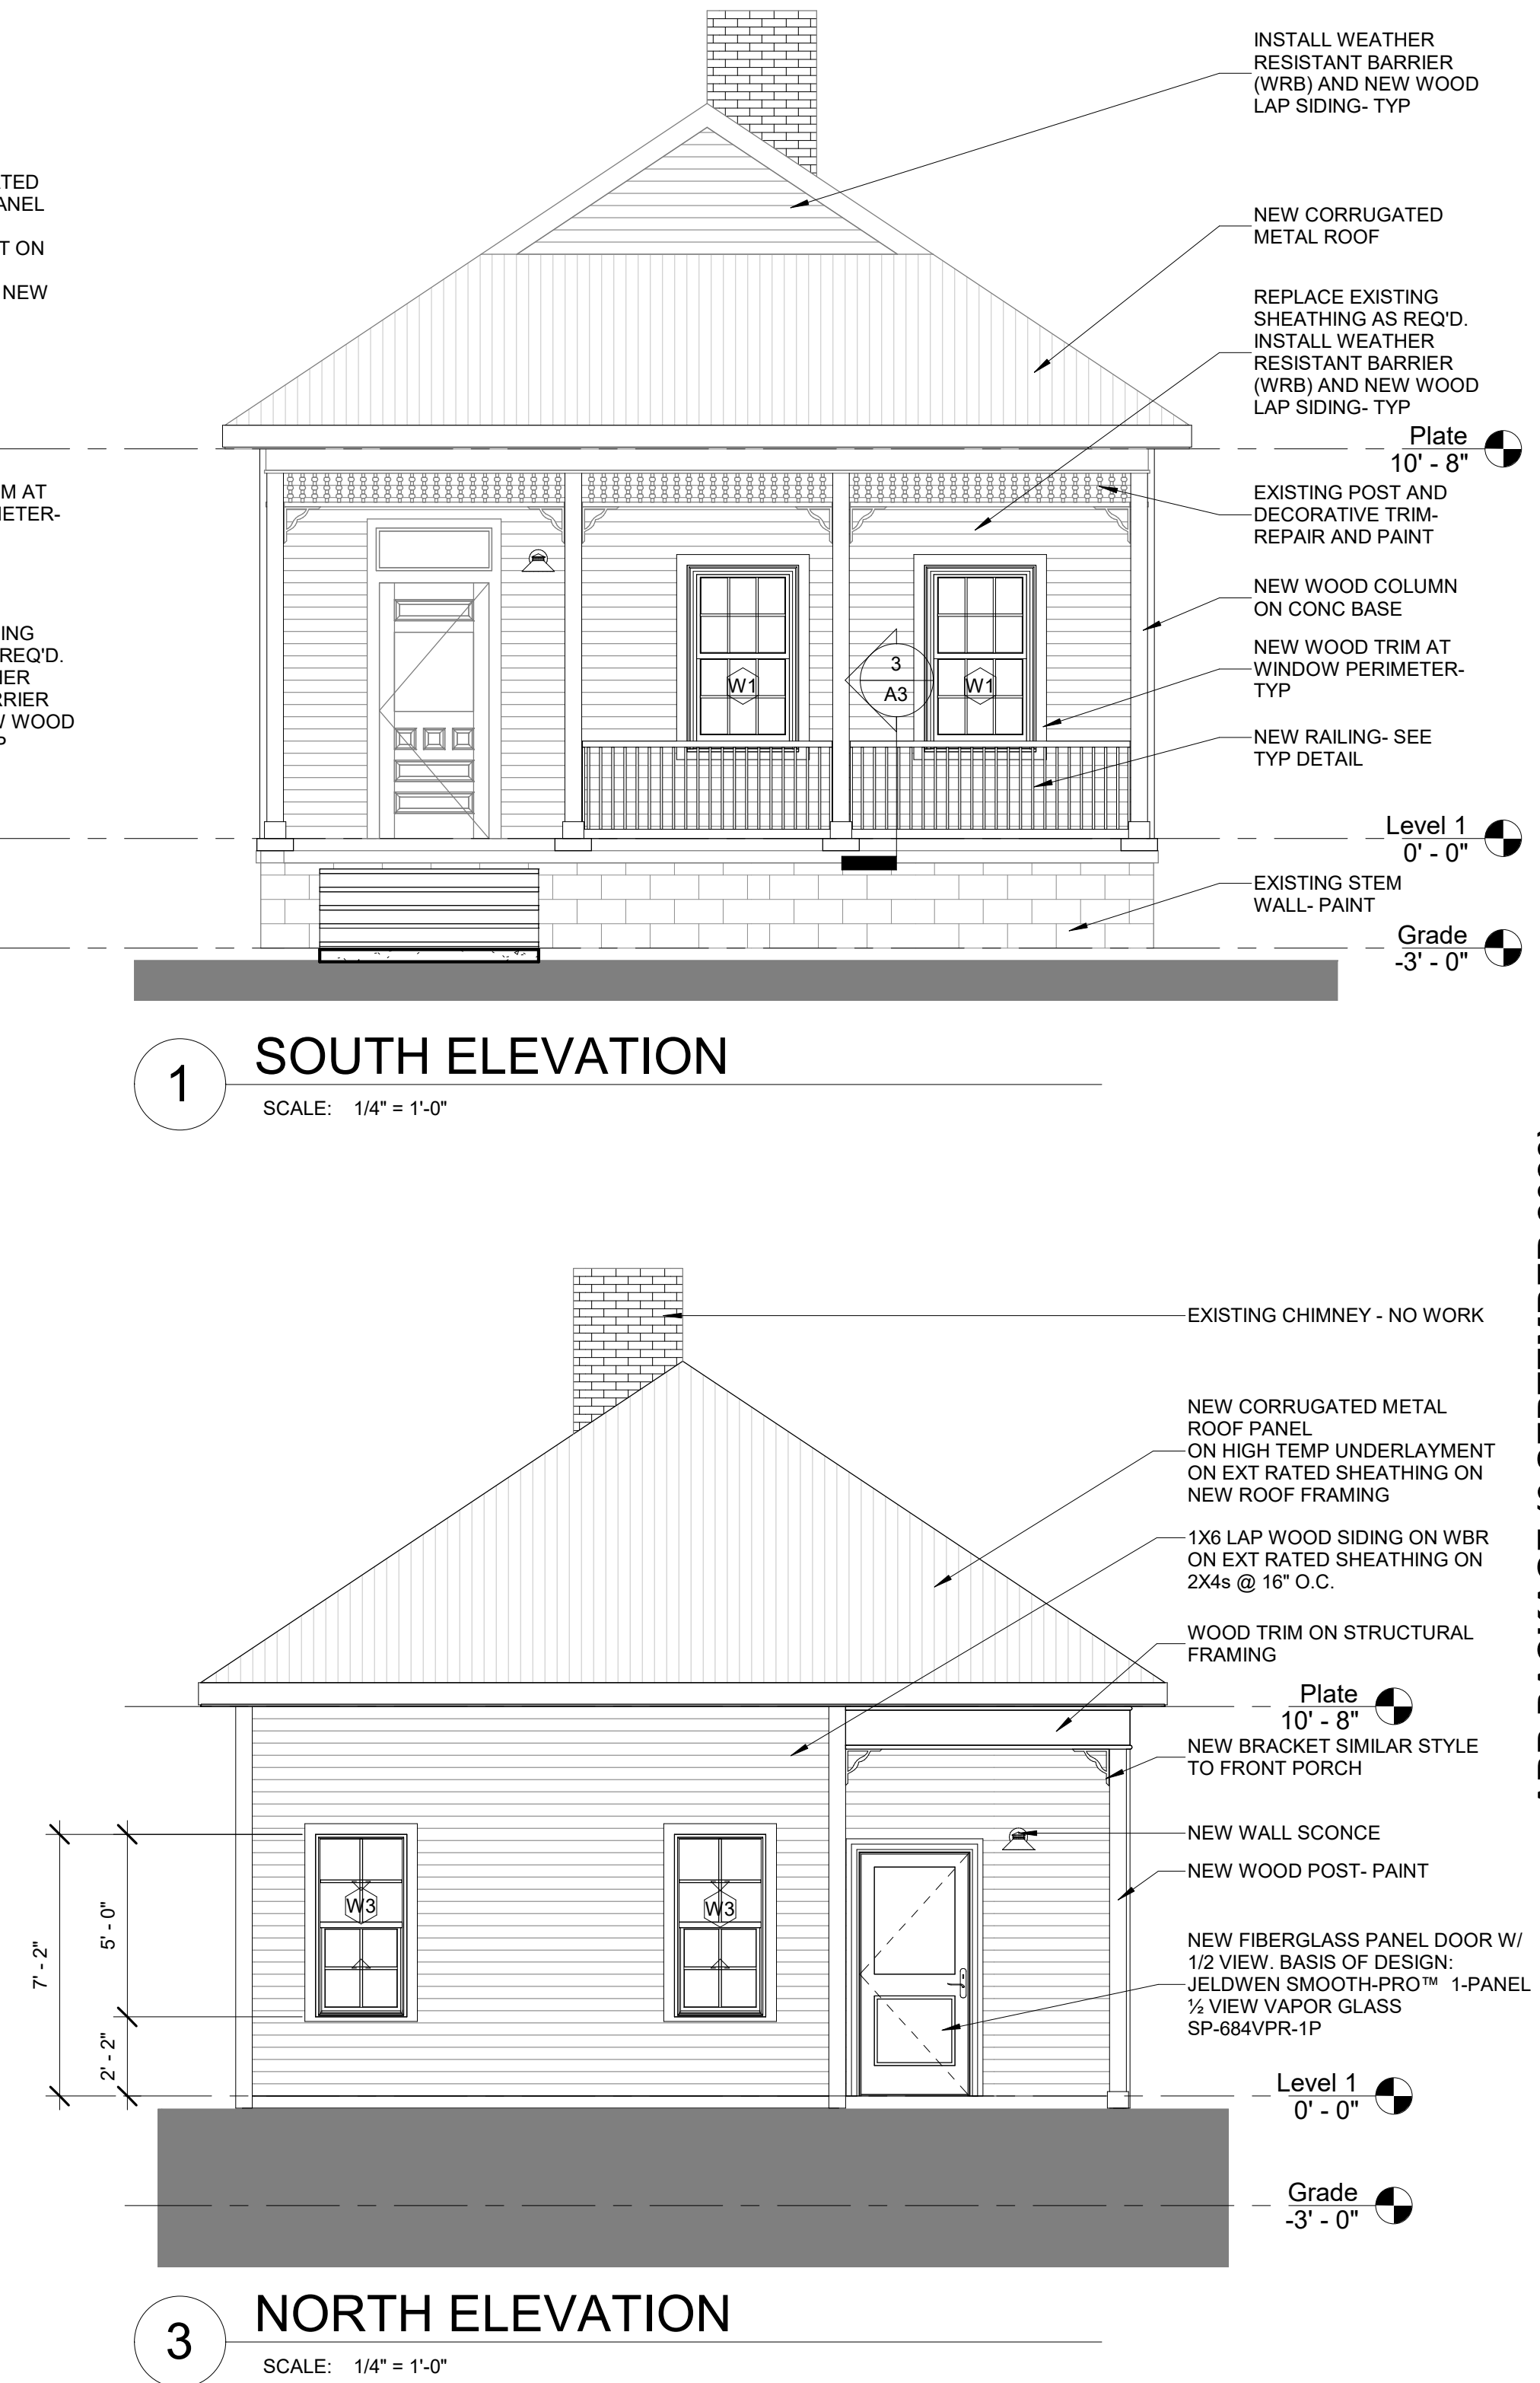 INSTALL WEATHER
RESISTANT BARRIER
(WRB) AND NEW WOOD
LAP SIDING- TYP
NEW CORRUGATED
METAL ROOF
REPLACE EXISTING
SHEATHING AS REQ'D.
INSTALL WEATHER
RESISTANT BARRIER
(WRB) AND NEW WOOD
LAP SIDING- TYP
Plate
10' - 8"
EXISTING POST AND
DECORATIVE TRIM-
REPAIR AND PAINT
NEW WOOD COLUMN
ON CONC BASE
NEW WOOD TRIM AT
WINDOW PERIMETER-
TYP
NEW RAILING- SEE
TYP DETAIL
Level 1
0' - 0"
EXISTING STEM
WALL- PAINT
Grade
-3' - 0"
T ON
NEW
M AT
REQ'D.
WOOD
W1
3
A3
W1
1
SOUTH ELEVATION
SCALE: 1/4" = 1'-0"
EXISTING CHIMNEY - NO WORK
NEW CORRUGATED METAL
ROOF PANEL
ON HIGH TEMP UNDERLAYMENT
ON EXT RATED SHEATHING ON
NEW ROOF FRAMING
1X6 LAP WOOD SIDING ON WBR
ON EXT RATED SHEATHING ON
2X4s @ 16" O.C.
WOOD TRIM ON STRUCTURAL
FRAMING
Plate
10' - 8"
NEW BRACKET SIMILAR STYLE
TO FRONT PORCH
NEW WALL SCONCE
NEW WOOD POST- PAINT
NEW FIBERGLASS PANEL DOOR W/
1/2 VIEW. BASIS OF DESIGN:
JELDWEN SMOOTH-PRO™ 1-PANEL
½ VIEW VAPOR GLASS
SP-684VPR-1P
Level 1
0' - 0"
Grade
-3' - 0"
W3
W3
7' - 2"
5' - 0"
2' - 2"
3
NORTH ELEVATION
SCALE: 1/4" = 1'-0"